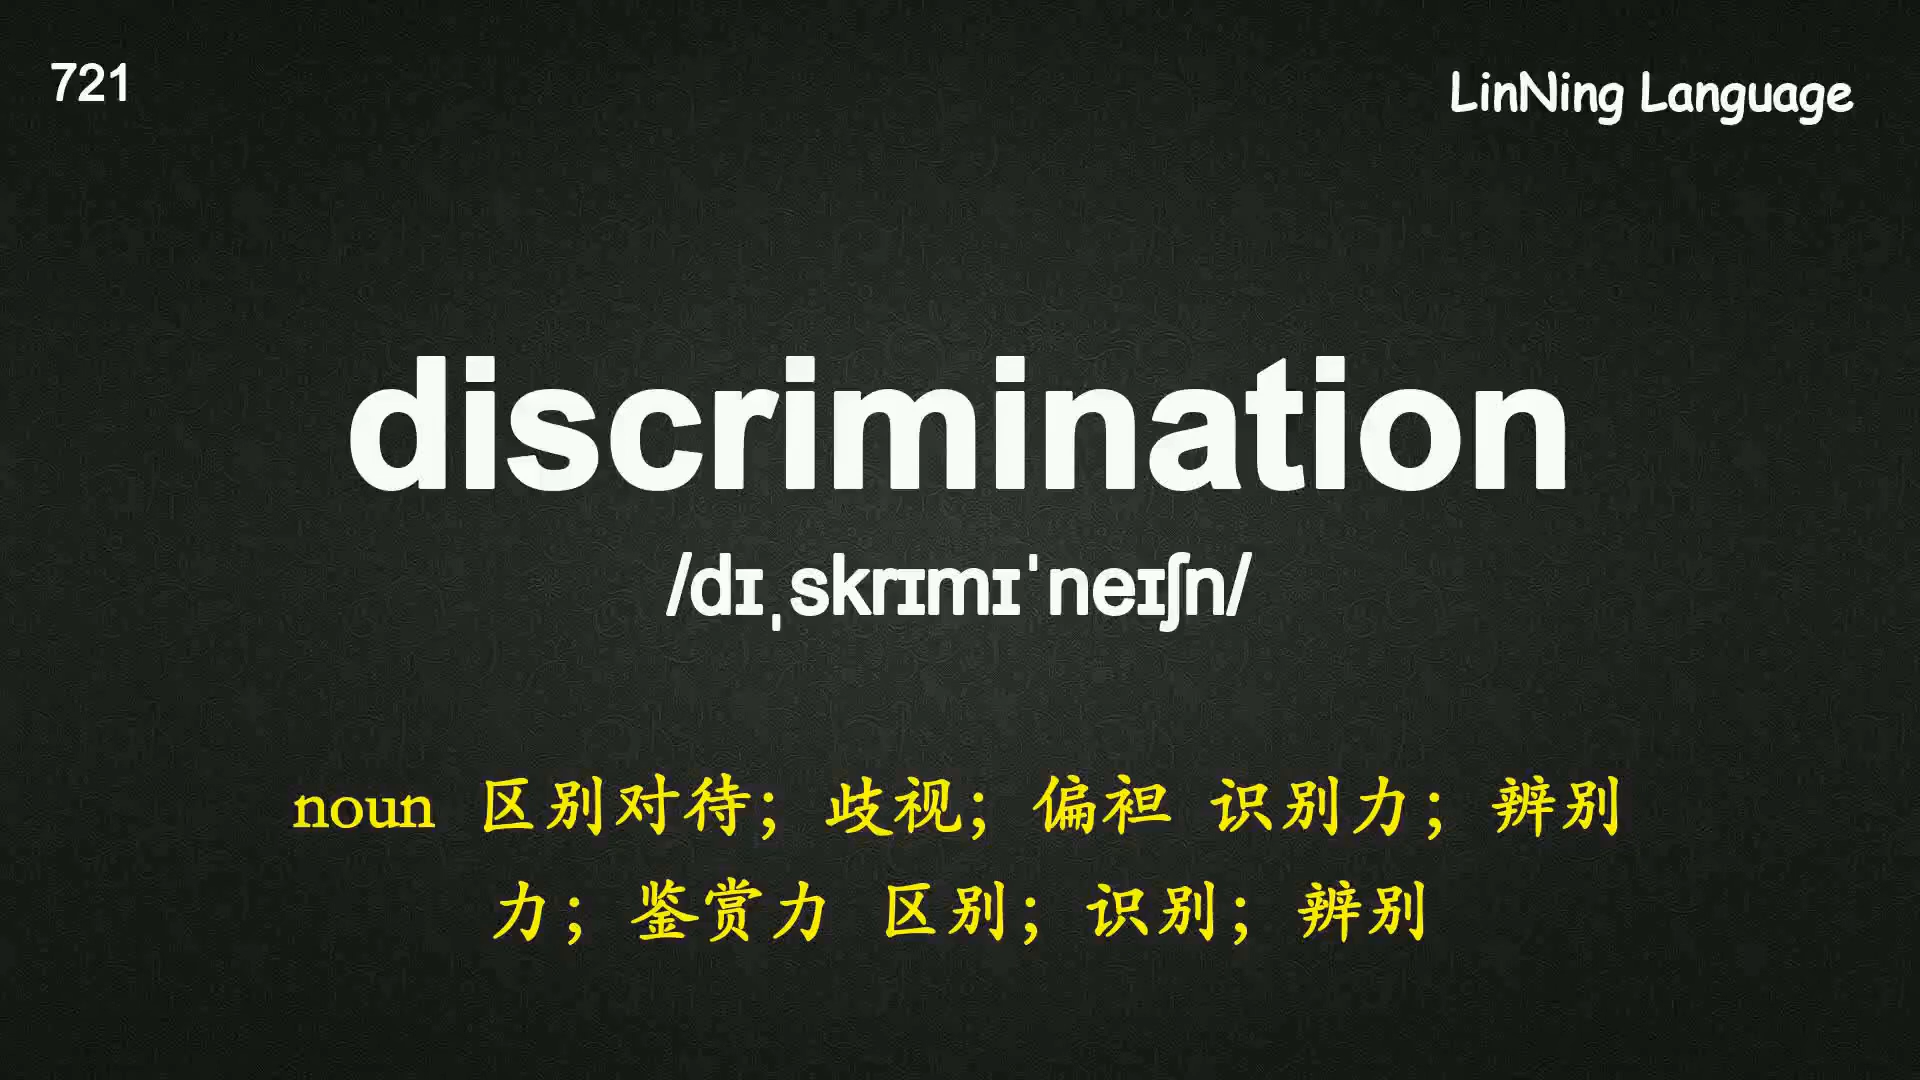 721
LinNing Language
discrimination
/dɪˌskrɪmɪˈneɪʃn/
noun 区别对待；歧视；偏袒 识别力；辨别
力；鉴赏力 区别；识别；辨别